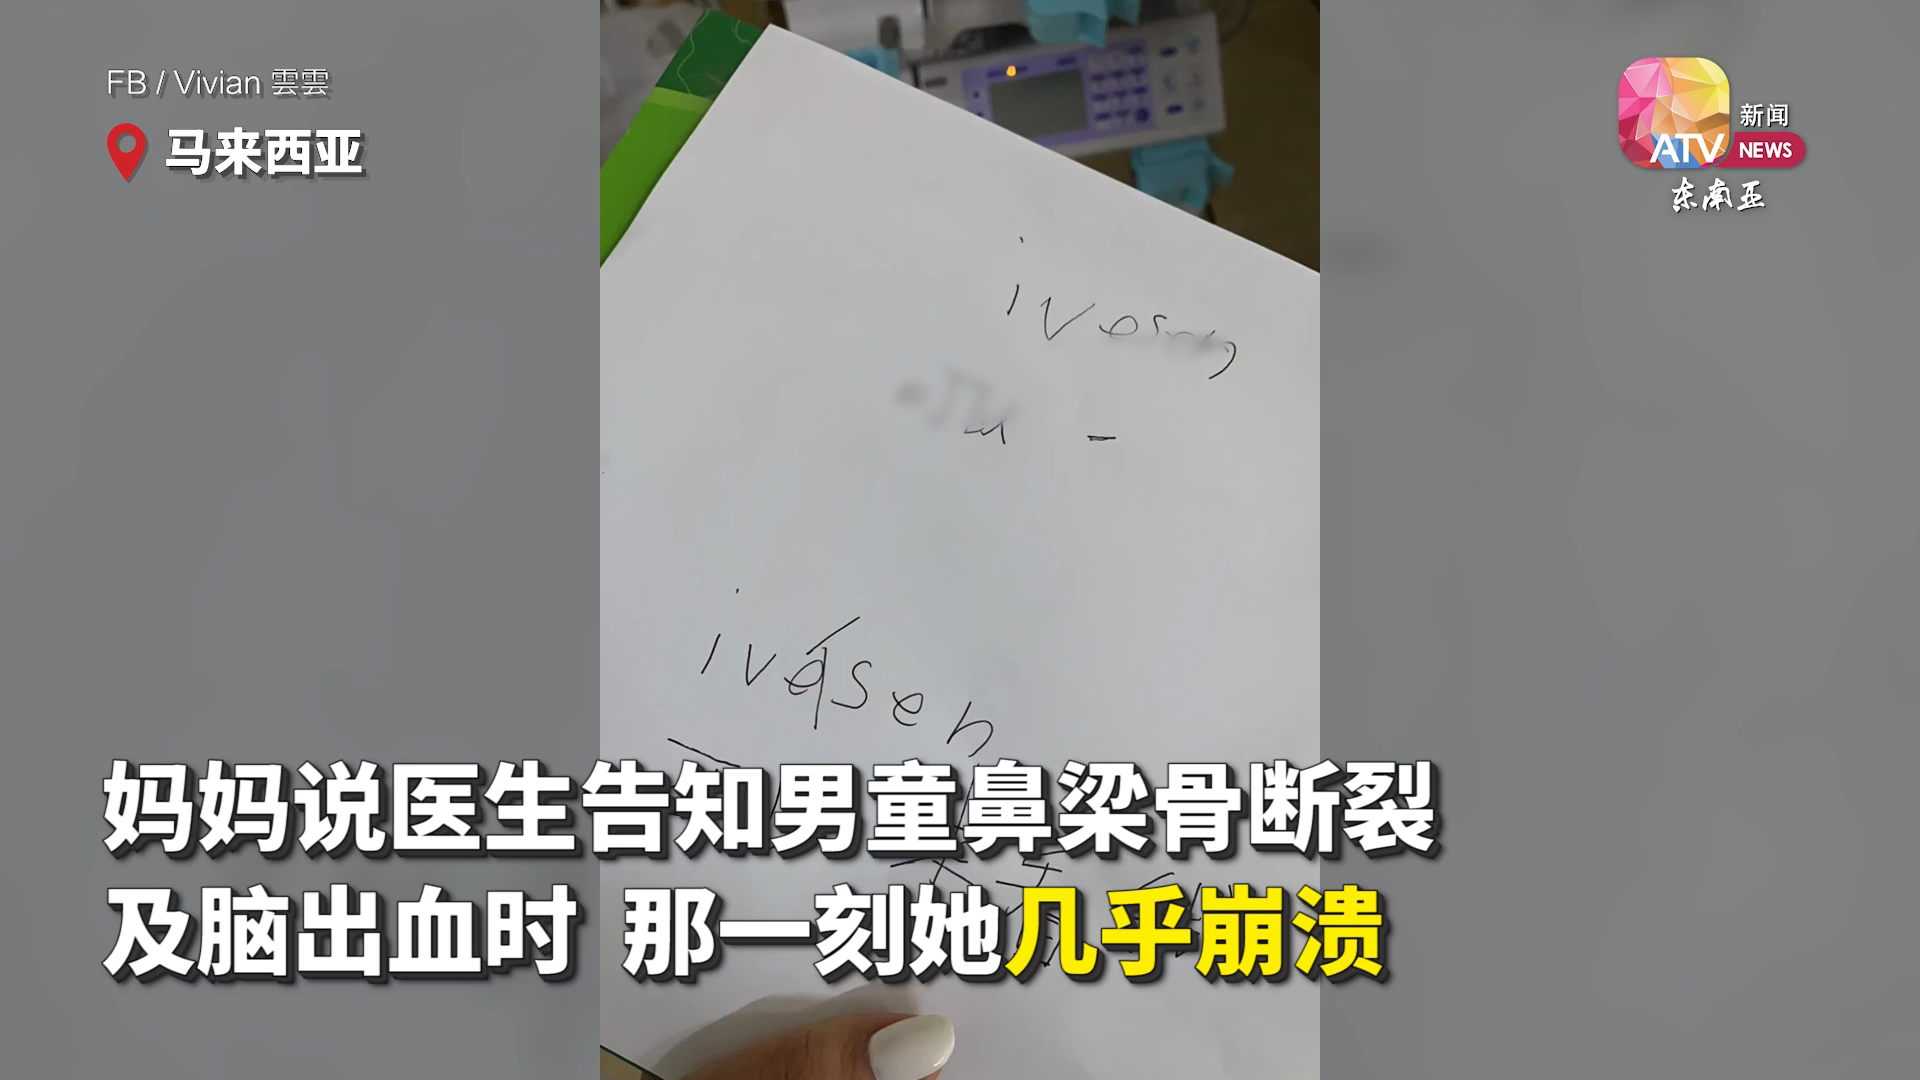 FB / Vivian 雲雲
马来西亚
新闻
ATV NEWS
东南亚
ivesen
妈妈说医生告知男童鼻梁骨断裂
及脑出血时 那一刻她几乎崩溃